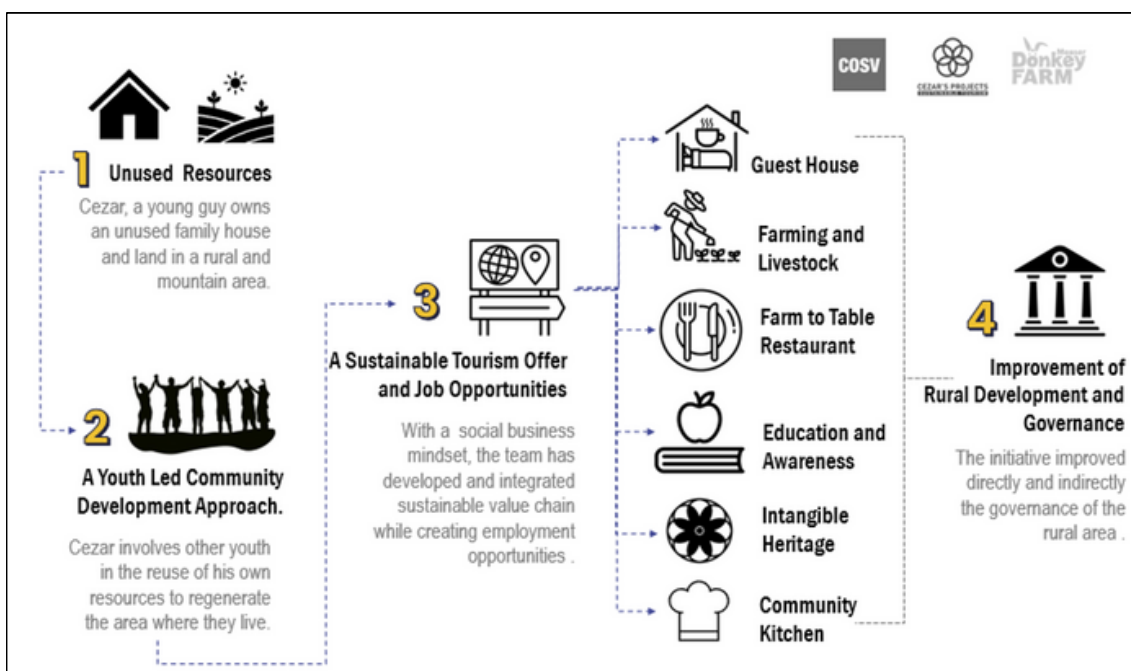 COSV
CEZAR'S PROJECTS
SUSTAINABLE TOURISM
Maaser
Donkey
FARM
1
Unused Resources
Cezar, a young guy owns
an unused family house
and land in a rural and
mountain area.
2
A Youth Led Community
Development Approach.
Cezar involves other youth
in the reuse of his own
resources to regenerate
the area where they live.
3
A Sustainable Tourism Offer
and Job Opportunities
With a social business
mindset, the team has
developed and integrated
sustainable value chain
while creating employment
opportunities .
Guest House
Farming and
Livestock
Farm to Table
Restaurant
Education and
Awareness
Intangible
Heritage
Community
Kitchen
4
Improvement of
Rural Development and
Governance
The initiative improved
directly and indirectly
the governance of the
rural area .